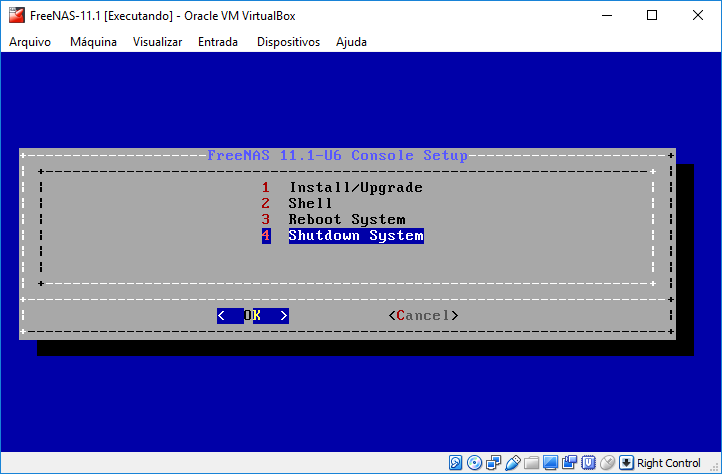 FreeNAS-11.1 [Executando] - Oracle VM VirtualBox
Arquivo Máquina Visualizar Entrada Dispositivos Ajuda
FreeNAS 11.1-U6 Console Setup
1 Install/Upgrade
2 Shell
3 Reboot System
4 Shutdown System
< OK > <Cancel>
Right Control